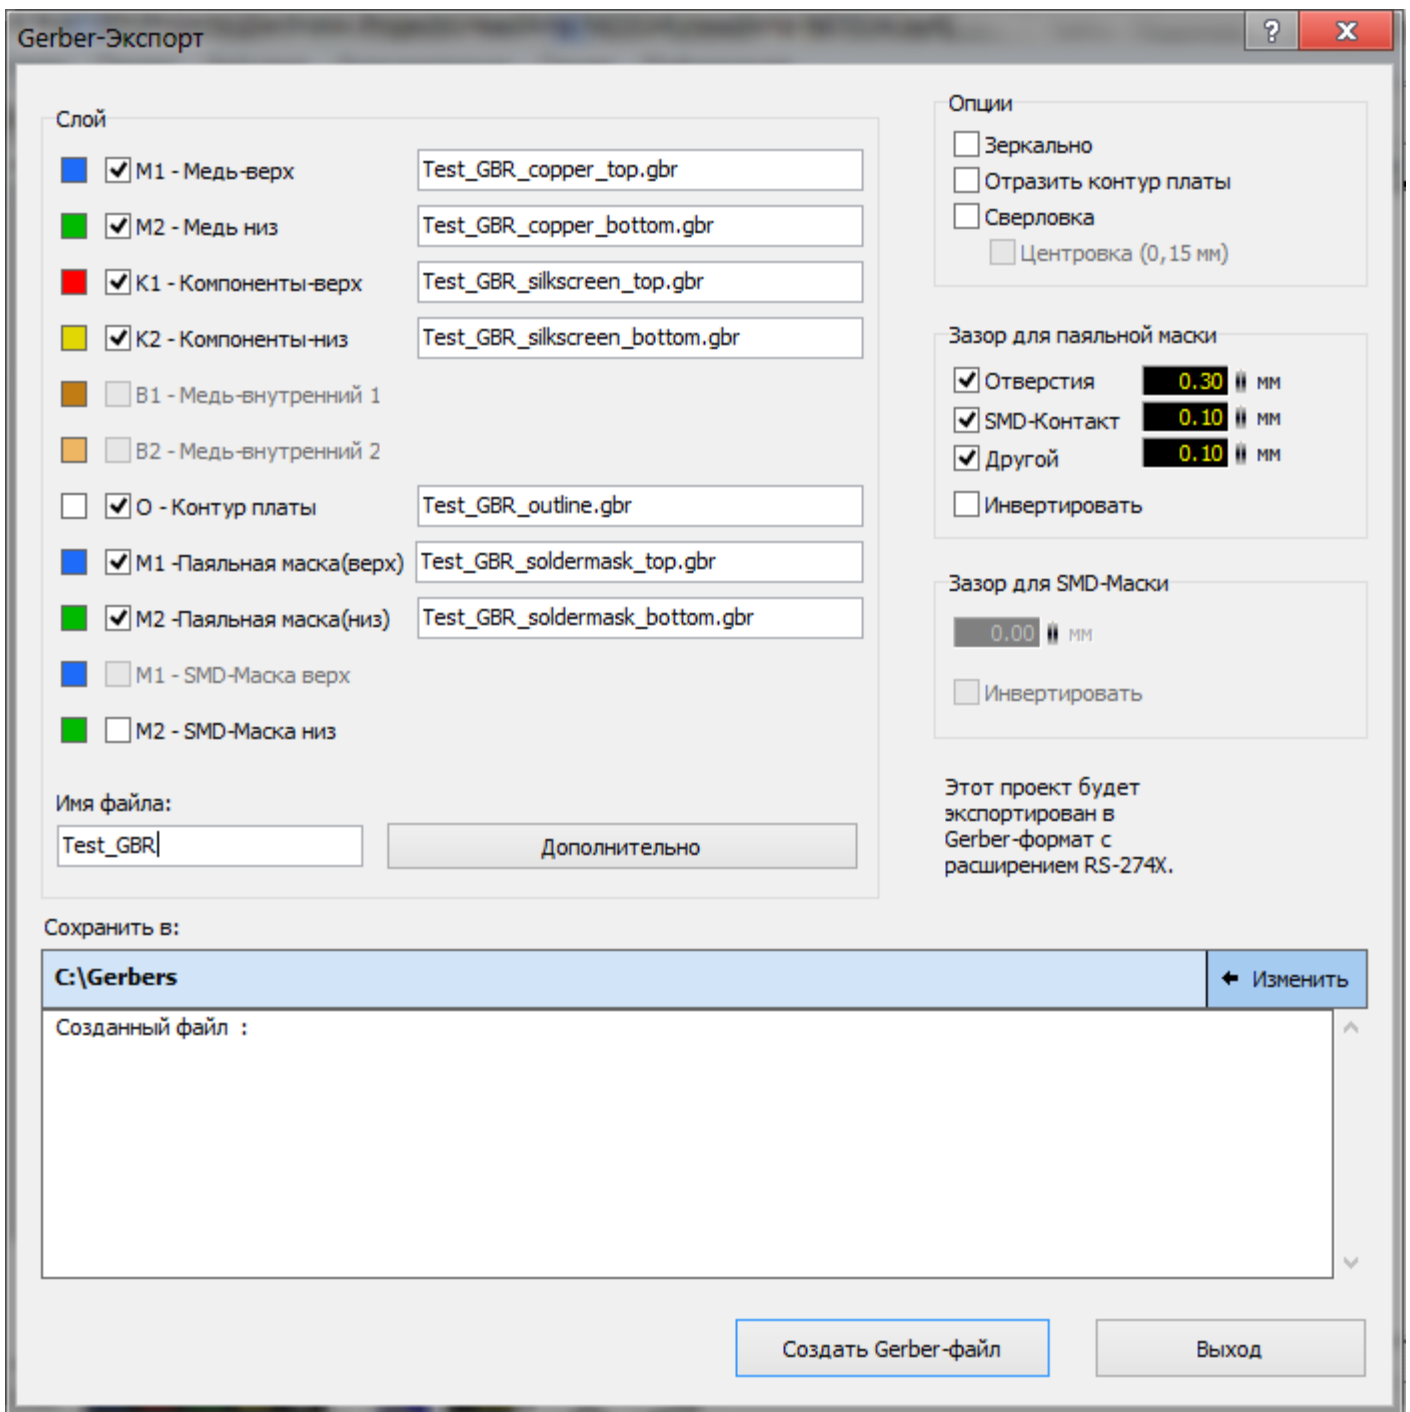 Gerber-Экспорт
?
X
Слой
M1 - Медь-верх
Test_GBR_copper_top.gbr
M2 - Медь низ
Test_GBR_copper_bottom.gbr
K1 - Компоненты-верх
Test_GBR_silkscreen_top.gbr
K2 - Компоненты-низ
Test_GBR_silkscreen_bottom.gbr
B1 - Медь-внутренний 1
B2 - Медь-внутренний 2
O - Контур платы
Test_GBR_outline.gbr
M1 -Паяльная маска(верх)
Test_GBR_soldermask_top.gbr
M2 -Паяльная маска(низ)
Test_GBR_soldermask_bottom.gbr
M1 - SMD-Маска верх
M2 - SMD-Маска низ
Имя файла:
Test_GBR
Дополнительно
Опции
Зеркально
Отразить контур платы
Сверловка
Центровка (0,15 мм)
Зазор для паяльной маски
Отверстия 0.30 мм
SMD-Контакт 0.10 мм
Другой 0.10 мм
Инвертировать
Зазор для SMD-Маски
0.00 мм
Инвертировать
Этот проект будет
экспортирован в
Gerber-формат с
расширением RS-274X.
Сохранить в:
C:\Gerbers
Изменить
Созданный файл :
Создать Gerber-файл
Выход